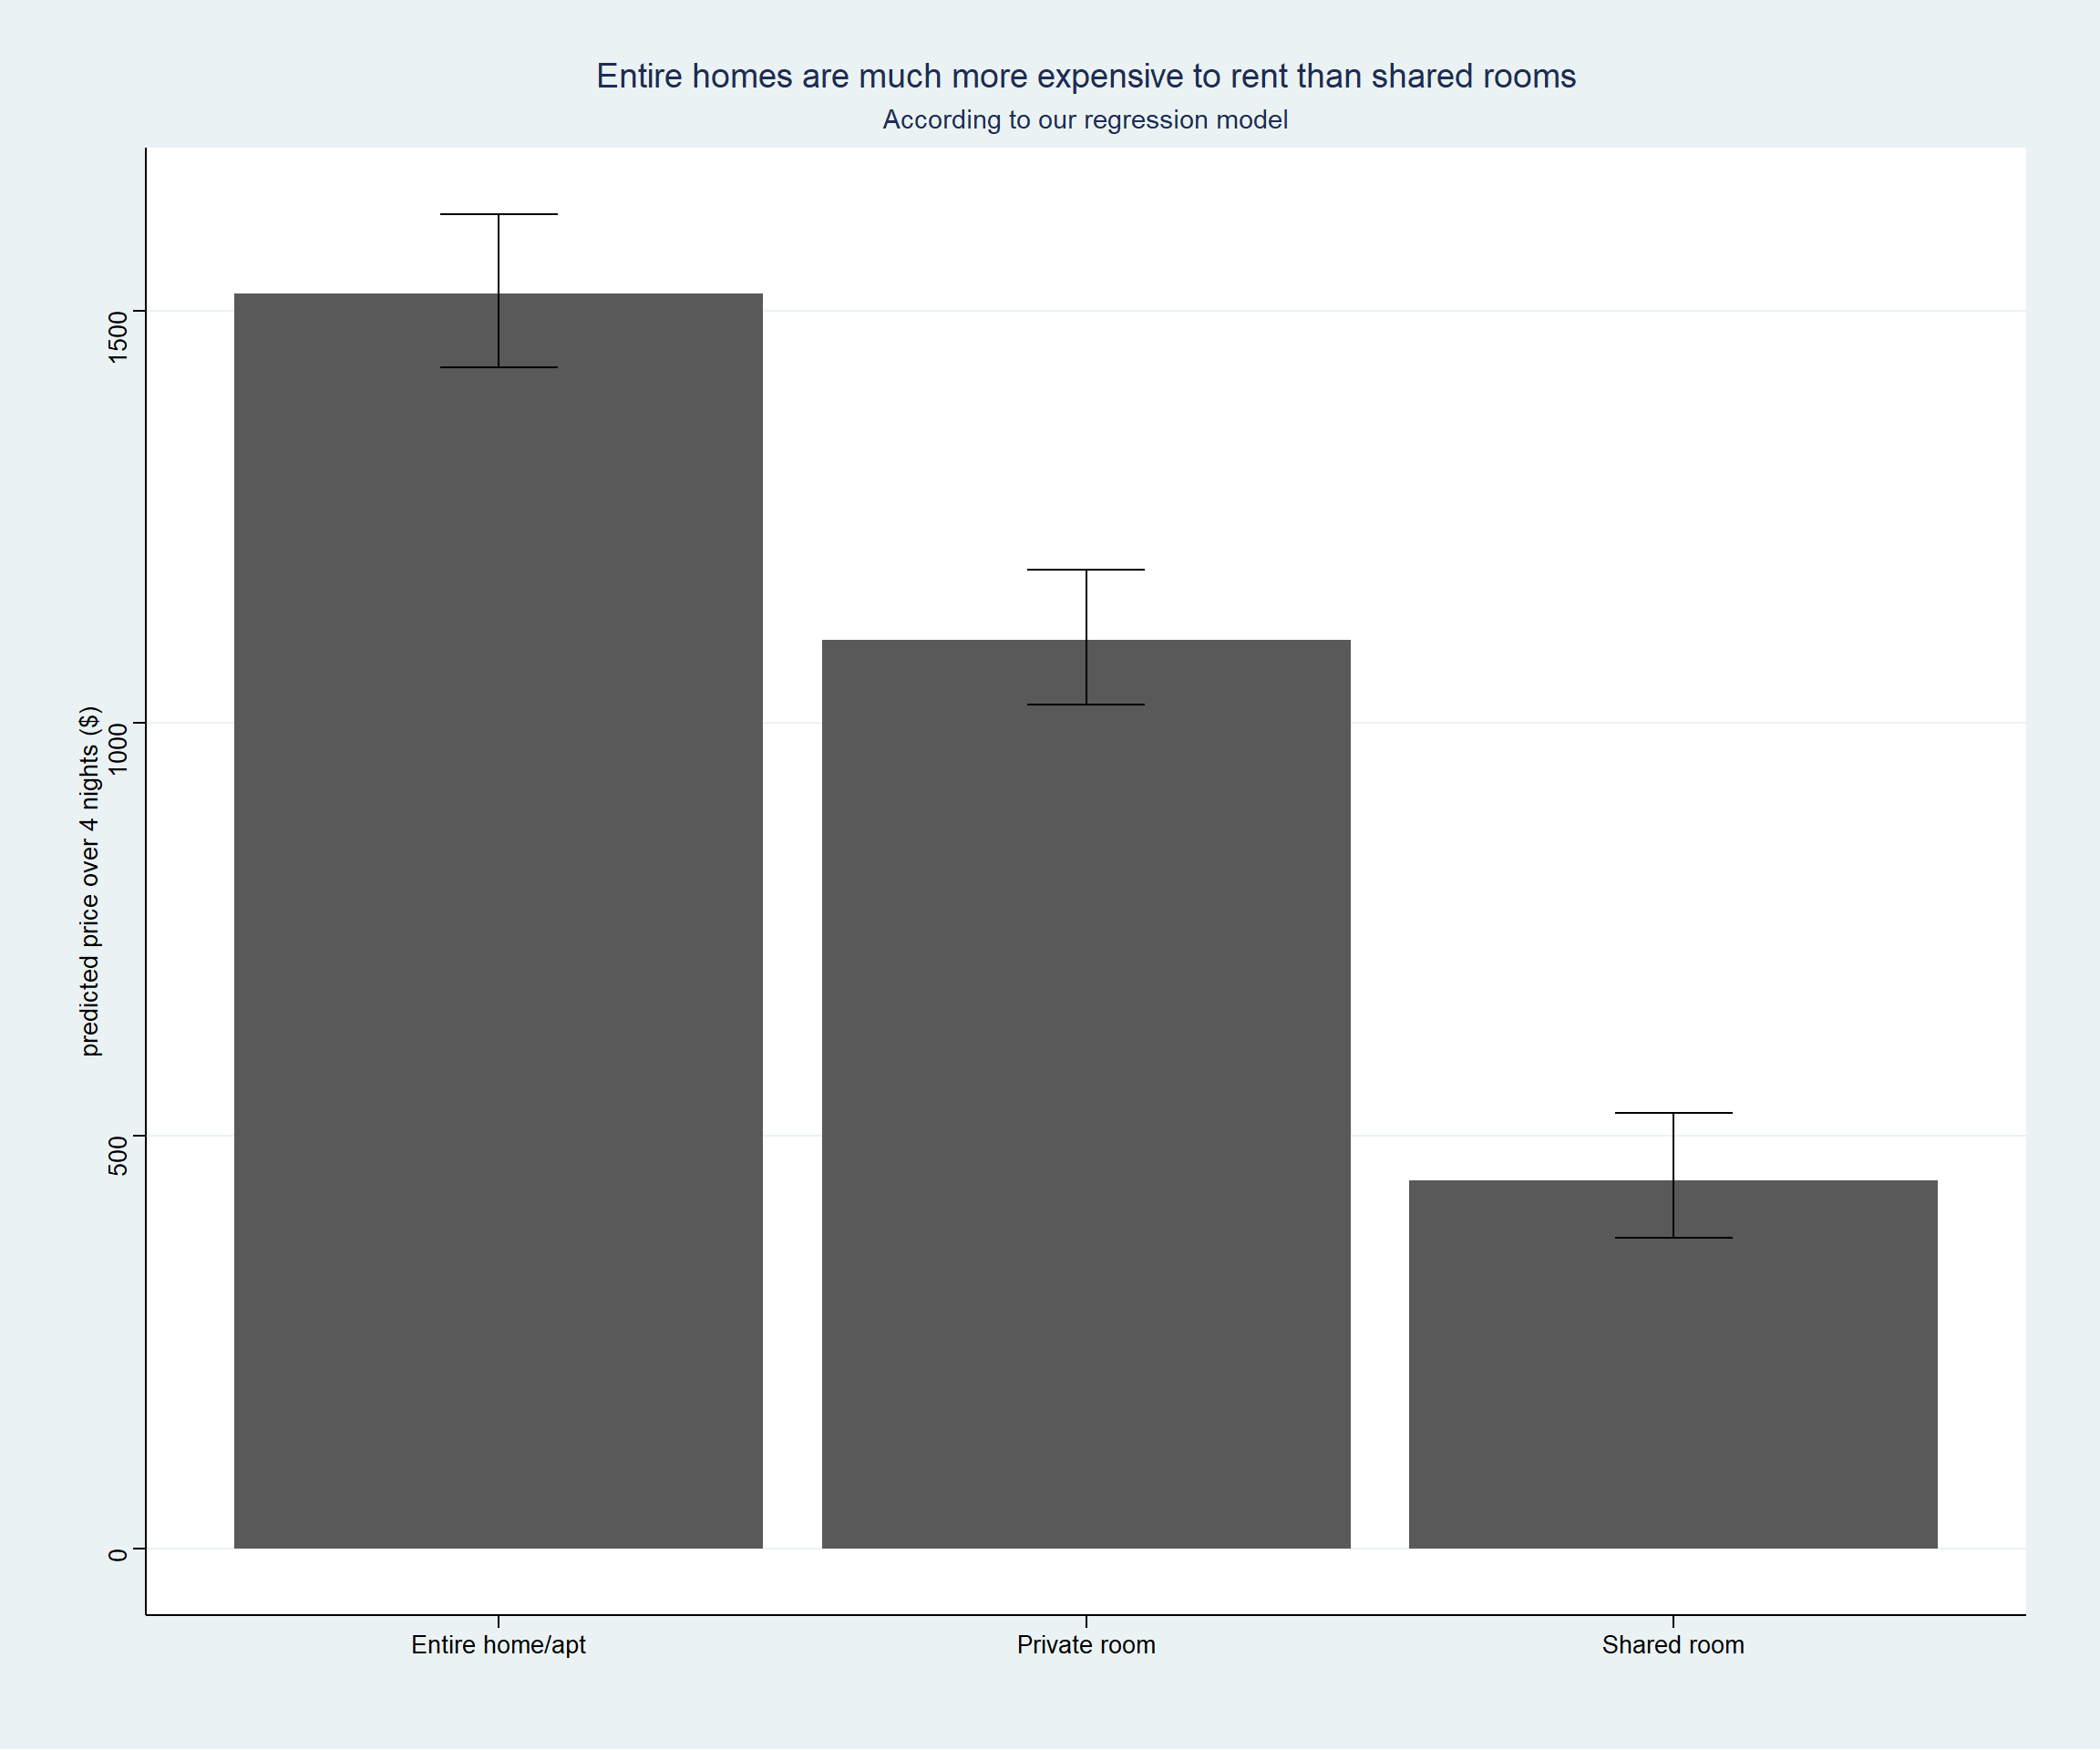 Entire homes are much more expensive to rent than shared rooms
According to our regression model
predicted price over 4 nights ($)
1500
1000
500
0
Entire home/apt
Private room
Shared room